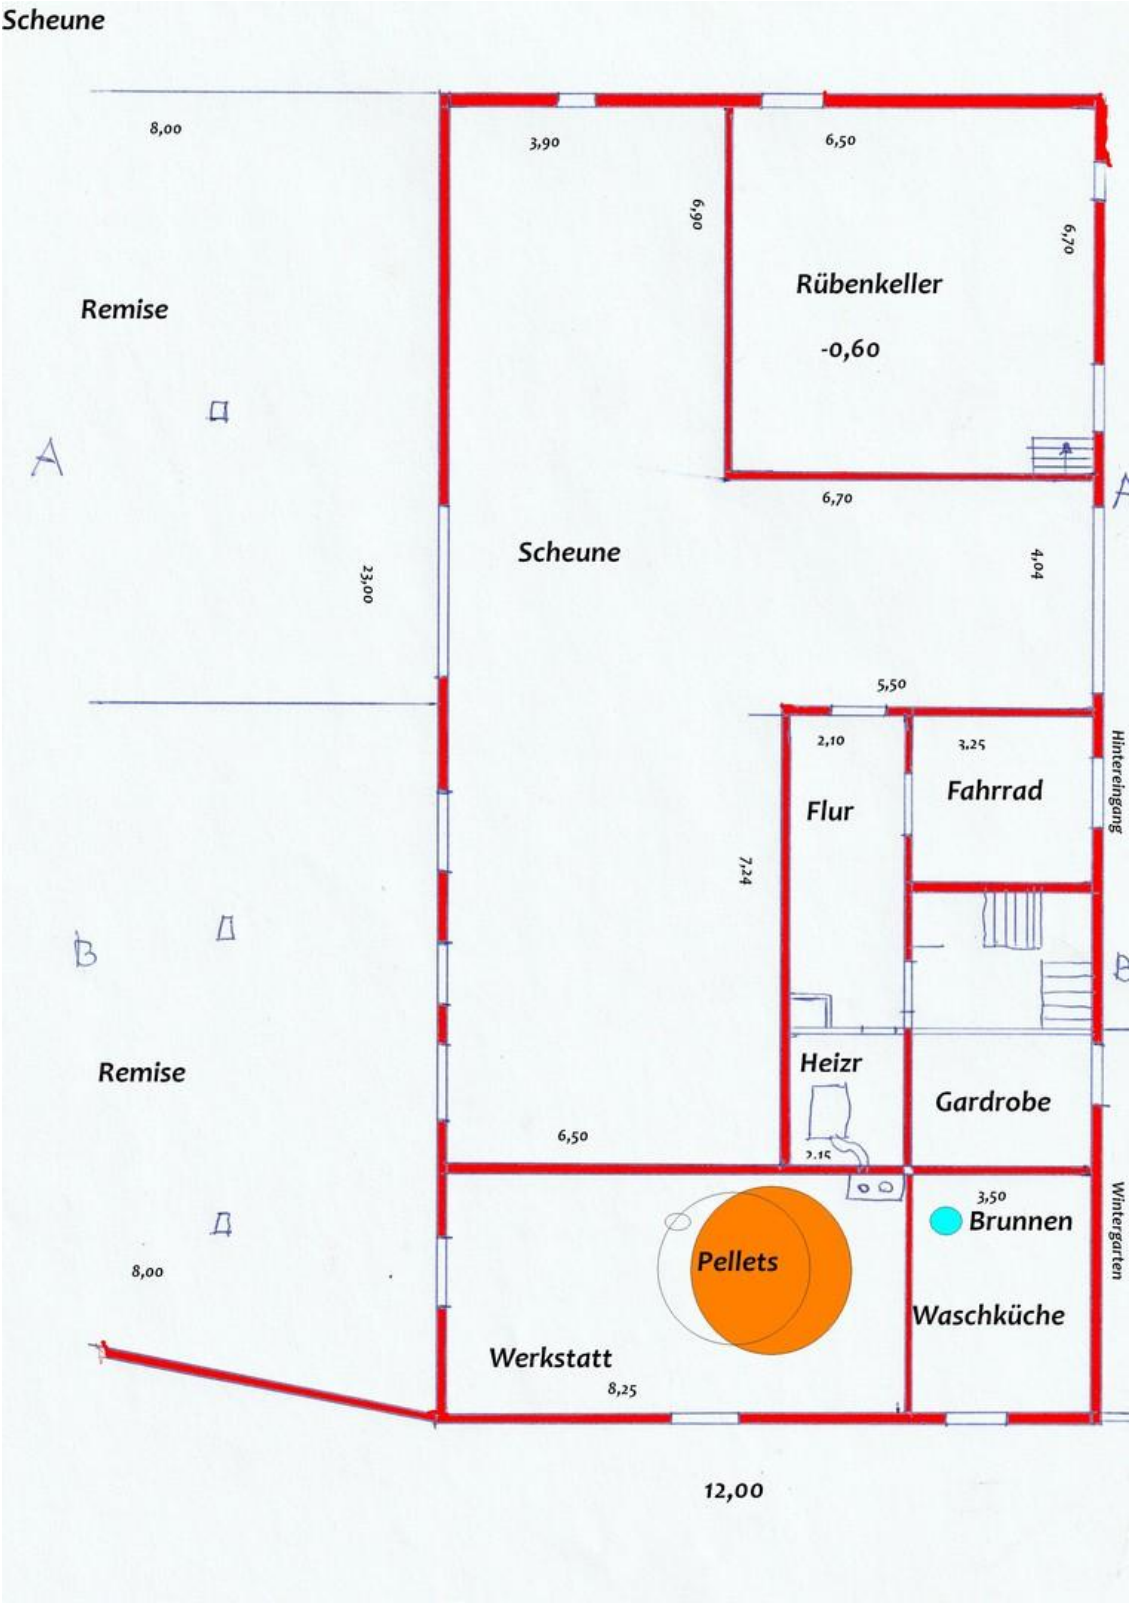 Scheune
8,00
3,90
6,50
6,90
6,70
Remise
Rübenkeller
-0,60
A
A
6,70
Scheune
4,04
23,00
5,50
2,10
3,25
Hintereingang
Fahrrad
Flur
7,24
B
B
Remise
Heizr
Gardrobe
6,50
2,15
3,50
Brunnen
Wintergarten
Pellets
8,00
Waschküche
Werkstatt
8,25
12,00